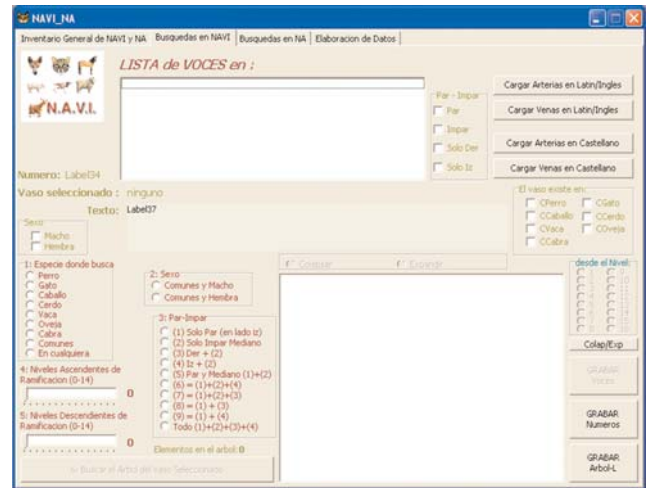 NAVI_NA
Inventario General de NAVI y NA
Busquedas en NAVI
Busquedas en NA
Elaboracion de Datos
N.A.V.I.
LISTA de VOCES en :
Numero: Label34
Par - Impar
Par
Impar
Solo Der
Solo Iz
Cargar Arterias en Latin/Ingles
Cargar Venas en Latin/Ingles
Cargar Arterias en Castellano
Cargar Venas en Castellano
Vaso seleccionado : ninguno
Texto: Label37
El vaso existe en:
CPerro
CGato
CCaballo
CCerdo
CVaca
COveja
CCabra
Sexo
Macho
Hembra
1: Especie donde busca
Perro
Gato
Caballo
Cerdo
Vaca
Oveja
Cabra
Comunes
En cualquiera
2: Sexo
Comunes y Macho
Comunes y Hembra
3: Par-Impar
(1) Solo Par (en lado Iz)
(2) Solo Impar Mediano
(3) Der + (2)
(4) Iz + (2)
(5) Par y Mediano (1)+(2)
(6) = (1)+(2)+(4)
(7) = (1)+(2)+(3)
(8) = (1) + (3)
(9) = (1) + (4)
Todo (1)+(2)+(3)+(4)
4: Niveles Ascendentes de
Ramificacion (0-14)
0
5: Niveles Descendentes de
Ramificacion (0-14)
0
Elementos en el arbol: 0
Colapsar
Expandir
desde el Nivel:
Colap/Exp
GRABAR
Voces
GRABAR
Numeros
GRABAR
Arbol-L